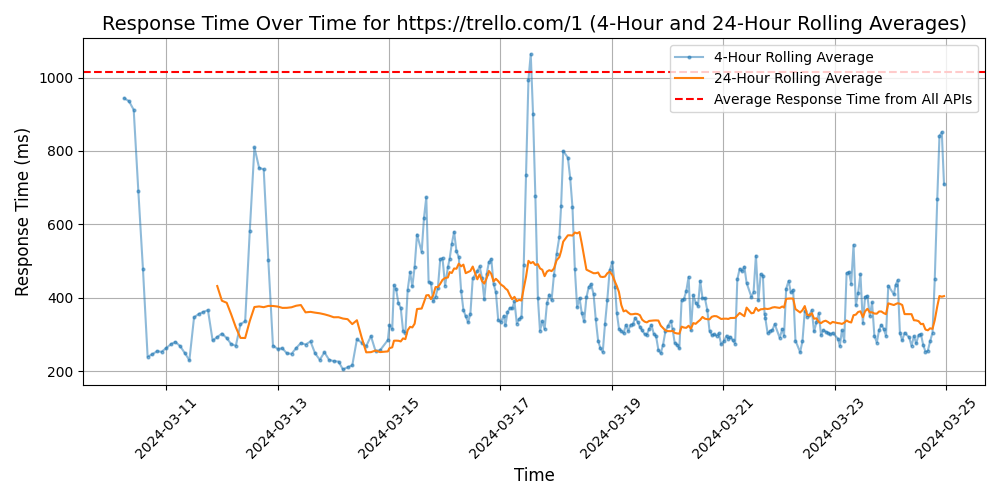 Response Time Over Time for https://trello.com/1 (4-Hour and 24-Hour Rolling Averages)
4-Hour Rolling Average
24-Hour Rolling Average
Average Response Time from All APIs
Response Time (ms)
1000
800
600
400
200
2024-03-11
2024-03-13
2024-03-15
2024-03-17
2024-03-19
2024-03-21
2024-03-23
2024-03-25
Time